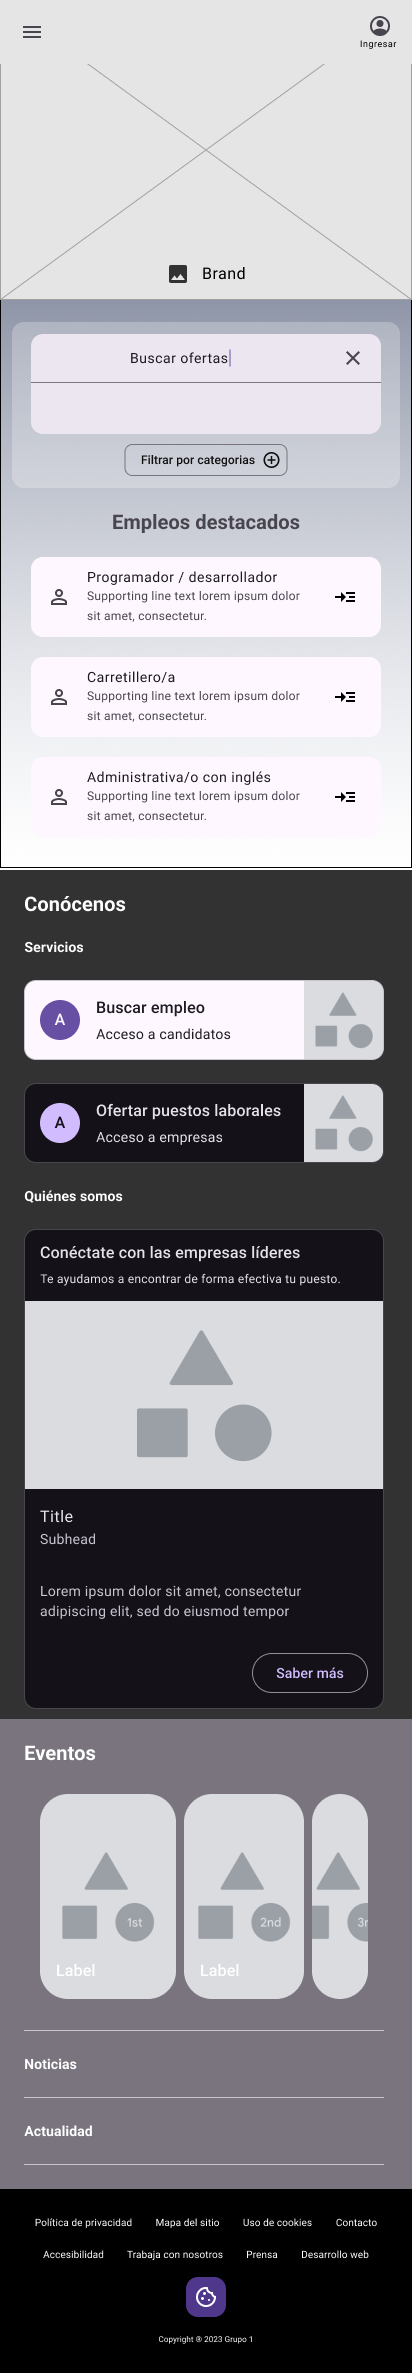 Ingresar
Brand
Buscar ofertas
Filtrar por categorias
Empleos destacados
Programador / desarrollador
Supporting line text lorem ipsum dolor
sit amet, consectetur.
Carretillero/a
Supporting line text lorem ipsum dolor
sit amet, consectetur.
Administrativa/o con inglés
Supporting line text lorem ipsum dolor
sit amet, consectetur.
Conócenos
Servicios
A
Buscar empleo
Acceso a candidatos
A
Ofertar puestos laborales
Acceso a empresas
Quiénes somos
Conéctate con las empresas líderes
Te ayudamos a encontrar de forma efectiva tu puesto.
Title
Subhead
Lorem ipsum dolor sit amet, consectetur
adipiscing elit, sed do eiusmod tempor
Saber más
Eventos
1st 2nd 3r
Label Label
Noticias
Actualidad
Política de privacidad Mapa del sitio Uso de cookies Contacto
Accesibilidad Trabaja con nosotros Prensa Desarrollo web
Copyright ® 2023 Grupo 1